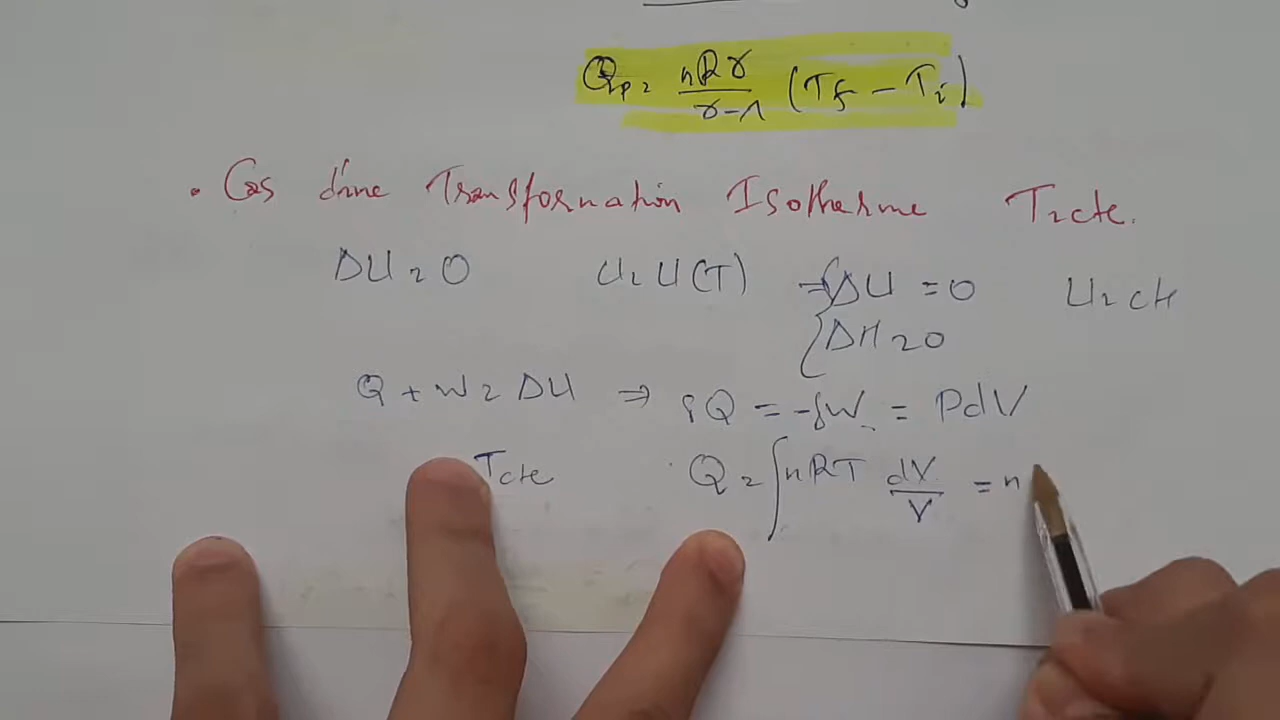 Qp = nRγ/γ-1 (Tf - Ti)
• Cas d'une Transformation Isotherme T=cte.
ΔU = 0 U = U(T) ⇒ { ΔU = 0 U = cte
ΔH = 0
Q + W = ΔU ⇒ δQ = -δW = PdV
Tcte Q = ∫ nRT dV/V = n